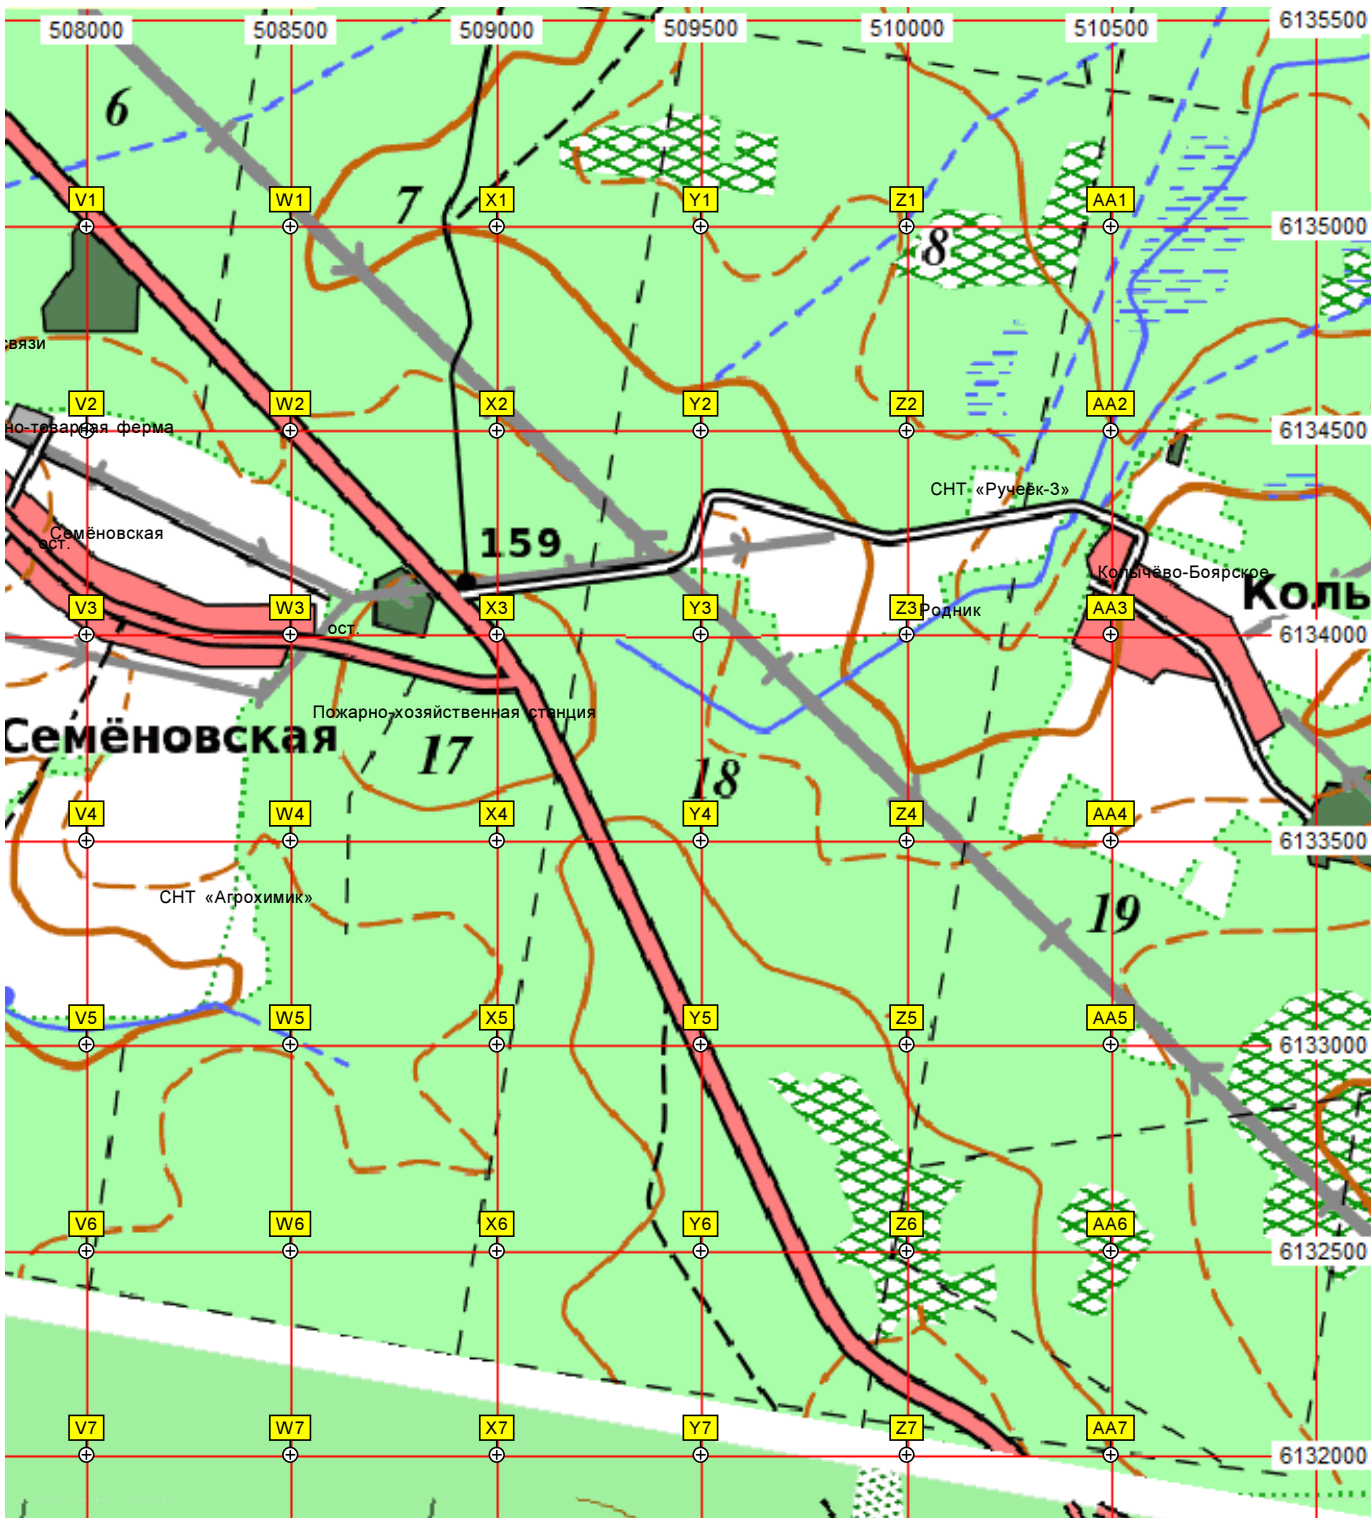 508000 508500 509000 509500 510000 510500 6135500
6
V1 W1 7 X1 Y1 Z1 AA1
8 6135000
связи
V2 W2 X2 Y2 Z2 AA2
но-товарная ферма 6134500
СНТ «Ручеёк-3»
Семёновская
ост.
159
Колычёво-Боярское
Коль
V3 W3 X3 Y3 Z3 Родник AA3
ост. 6134000
Пожарно-хозяйственная станция
Семёновская 17
18
V4 W4 X4 Y4 Z4 AA4
6133500
СНТ «Агрохимик» 19
V5 W5 X5 Y5 Z5 AA5
6133000
V6 W6 X6 Y6 Z6 AA6
6132500
V7 W7 X7 Y7 Z7 AA7
6132000